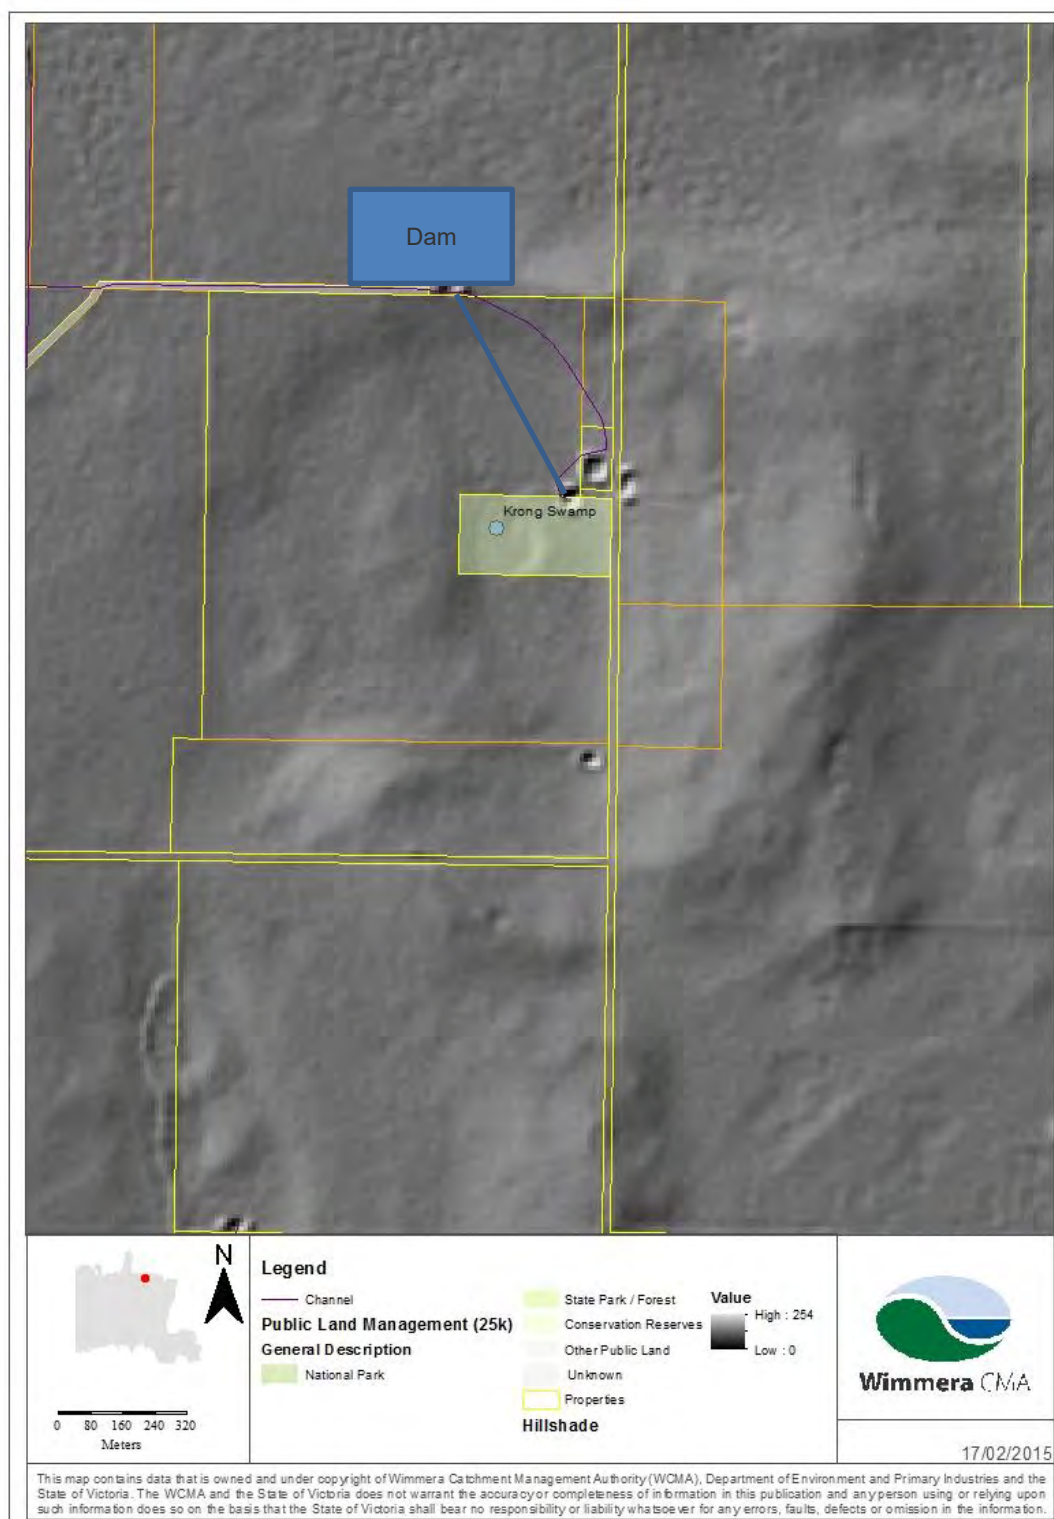 Dam
Krong Swamp
N
0 80 160 240 320
Meters
Legend
Channel
Public Land Management (25k)
General Description
National Park
State Park / Forest
Conservation Reserves
Other Public Land
Unknown
Properties
Hillshade
Value
High : 254
Low : 0
Wimmera CMA
17/02/2015
This map contains data that is owned and under copyright of Wimmera Catchment Management Authority (WCMA), Department of Environment and Primary Industries and the
State of Victoria. The WCMA and the State of Victoria does not warrant the accuracy or completeness of information in this publication and any person using or relying upon
such information does so on the basis that the State of Victoria shall bear no responsibility or liability whatsoever for any errors, faults, defects or omission in the information.